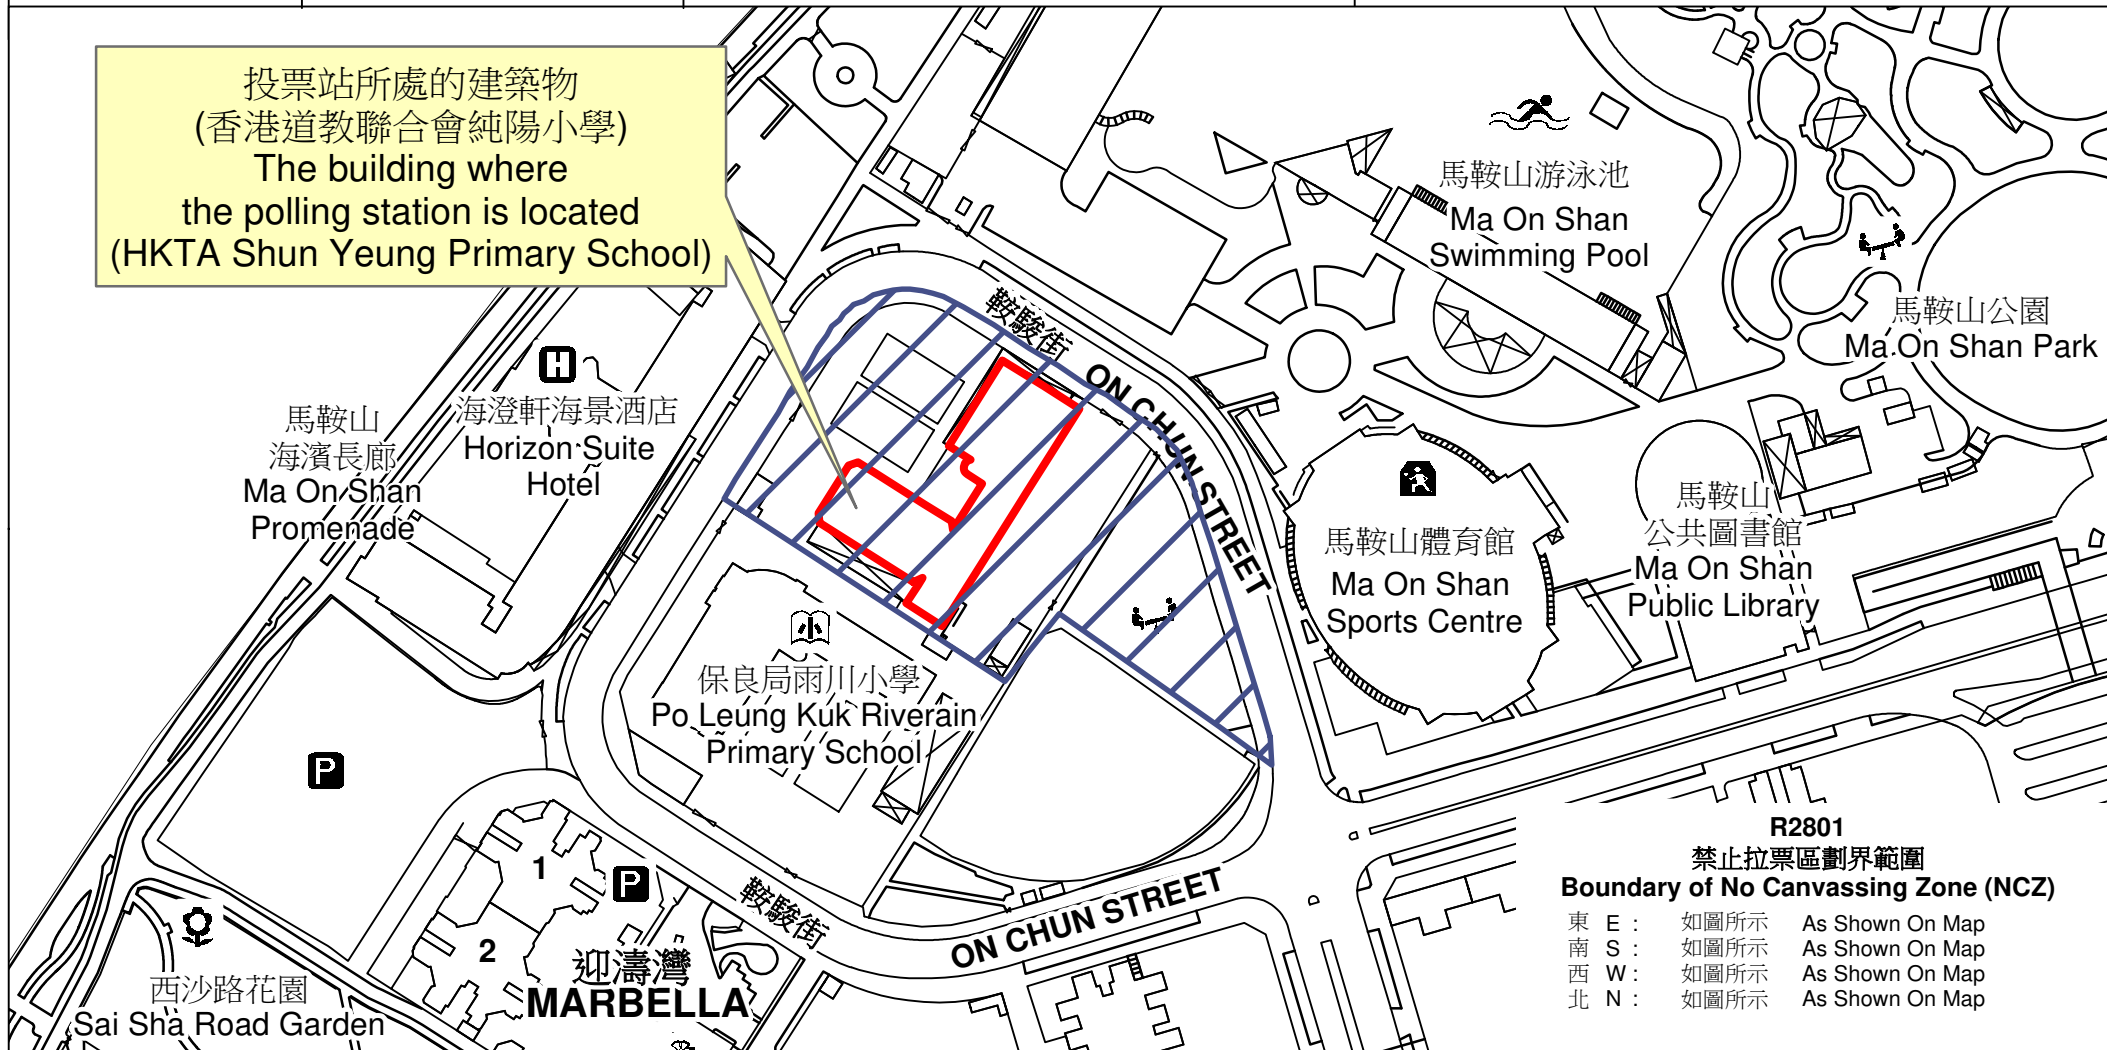 投票站所處的建築物
(香港道教聯合會純陽小學)
The building where
the polling station is located
(HKTA Shun Yeung Primary School)
馬鞍山游泳池
Ma On Shan
Swimming Pool
馬鞍山公園
Ma On Shan Park
鞍駿街
ON CHUN STREET
H
海澄軒海景酒店
Horizon Suite
Hotel
馬鞍山
海濱長廊
Ma On Shan
Promenade
馬鞍山體育館
Ma On Shan
Sports Centre
馬鞍山
公共圖書館
Ma On Shan
Public Library
保良局雨川小學
Po Leung Kuk Riverain
Primary School
P
1
P
2
鞍駿街
ON CHUN STREET
迎濤灣
MARBELLA
西沙路花園
Sai Sha Road Garden
R2801
禁止拉票區劃界範圍
Boundary of No Canvassing Zone (NCZ)
東 E : 如圖所示 As Shown On Map
南 S : 如圖所示 As Shown On Map
西 W : 如圖所示 As Shown On Map
北 N : 如圖所示 As Shown On Map